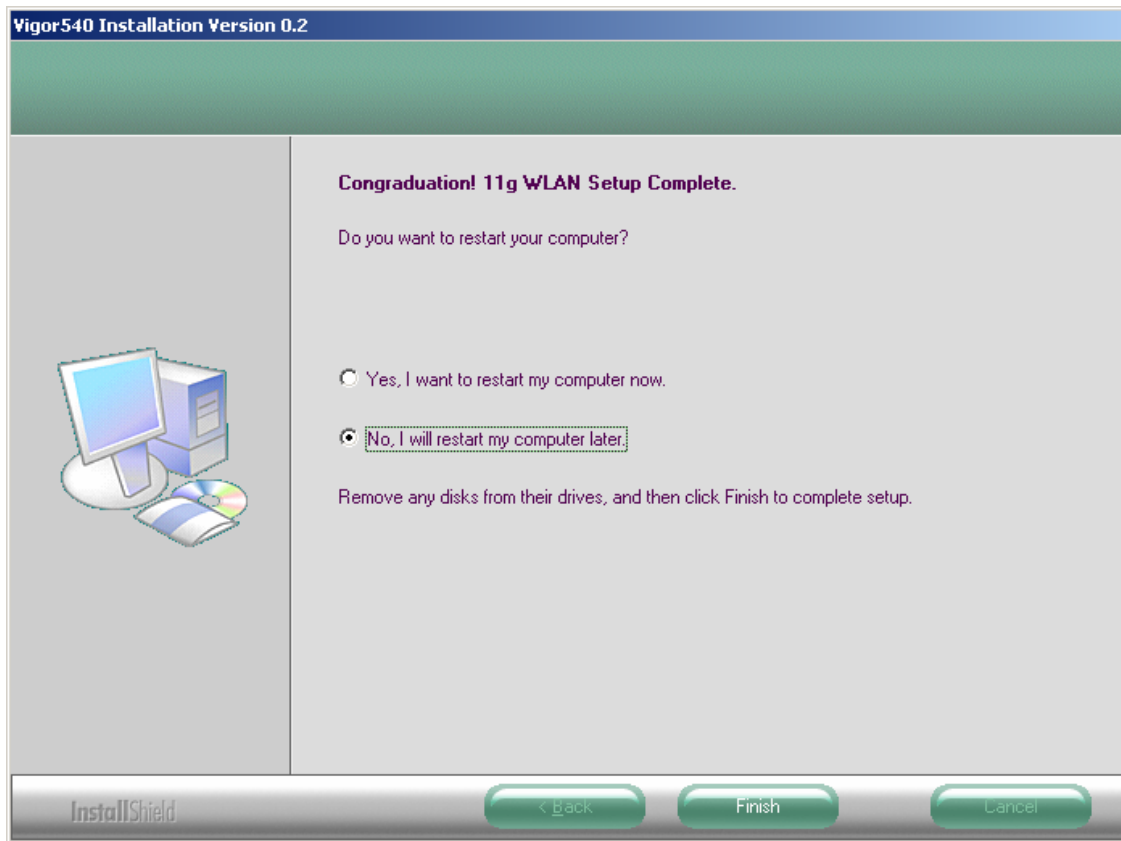 Vigor540 Installation Version 0.2
Congraduation! 11g WLAN Setup Complete.
Do you want to restart your computer?
Yes, I want to restart my computer now.
No, I will restart my computer later.
Remove any disks from their drives, and then click Finish to complete setup.
InstallShield
< Back
Finish
Cancel